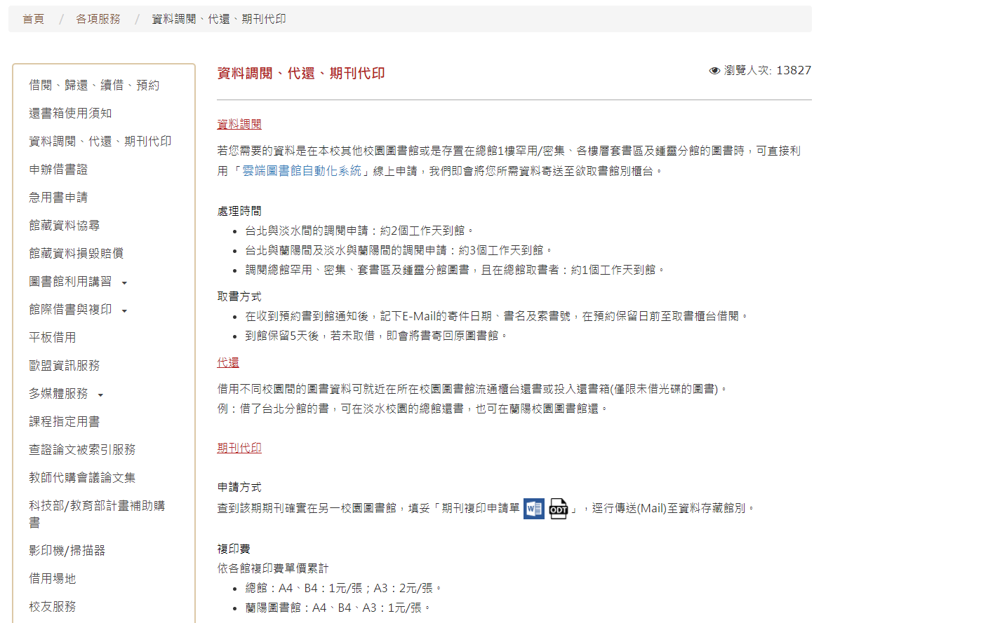 首頁 / 各項服務 / 資料調閱、代還、期刊代印
借閱、歸還、續借、預約
還書箱使用須知
資料調閱、代還、期刊代印
申辦借書證
急用書申請
館藏資料協尋
館藏資料損毀賠償
圖書館利用講習
館際借書與複印
平板借用
歐盟資訊服務
多媒體服務
課程指定用書
查證論文被索引服務
教師代購會議論文集
科技部/教育部計畫補助購
書
影印機/掃描器
借用場地
校友服務
資料調閱、代還、期刊代印
瀏覽人次: 13827
資料調閱
若您需要的資料是在本校其他校園圖書館或是存置在總館1樓罕用/密集、各樓層套書區及鍾靈分館的圖書時，可直接利
用「雲端圖書館自動化系統」線上申請，我們即會將您所需資料寄送至欲取書館別櫃台。
處理時間
• 台北與淡水間的調閱申請：約2個工作天到館。
• 台北與蘭陽間及淡水與蘭陽間的調閱申請：約3個工作天到館。
• 調閱總館罕用、密集、套書區及鍾靈分館圖書，且在總館取書者：約1個工作天到館。
取書方式
• 在收到預約書到館通知後，記下E-Mail的寄件日期、書名及索書號，在預約保留日前至取書櫃台借閱。
• 到館保留5天後，若未取借，即會將書寄回原圖書館。
代還
借用不同校園間的圖書資料可就近在所在校園圖書館流通櫃台還書或投入還書箱(僅限未借光碟的圖書)。
例：借了台北分館的書，可在淡水校園的總館還書，也可在蘭陽校園圖書館還。
期刊代印
申請方式
查到該期期刊確實在另一校園圖書館，填妥「期刊複印申請單 W ODT 」，逕行傳送(Mail)至資料存藏館別。
複印費
依各館複印費單價累計
• 總館：A4、B4：1元/張；A3：2元/張。
• 蘭陽圖書館：A4、B4、A3：1元/張。